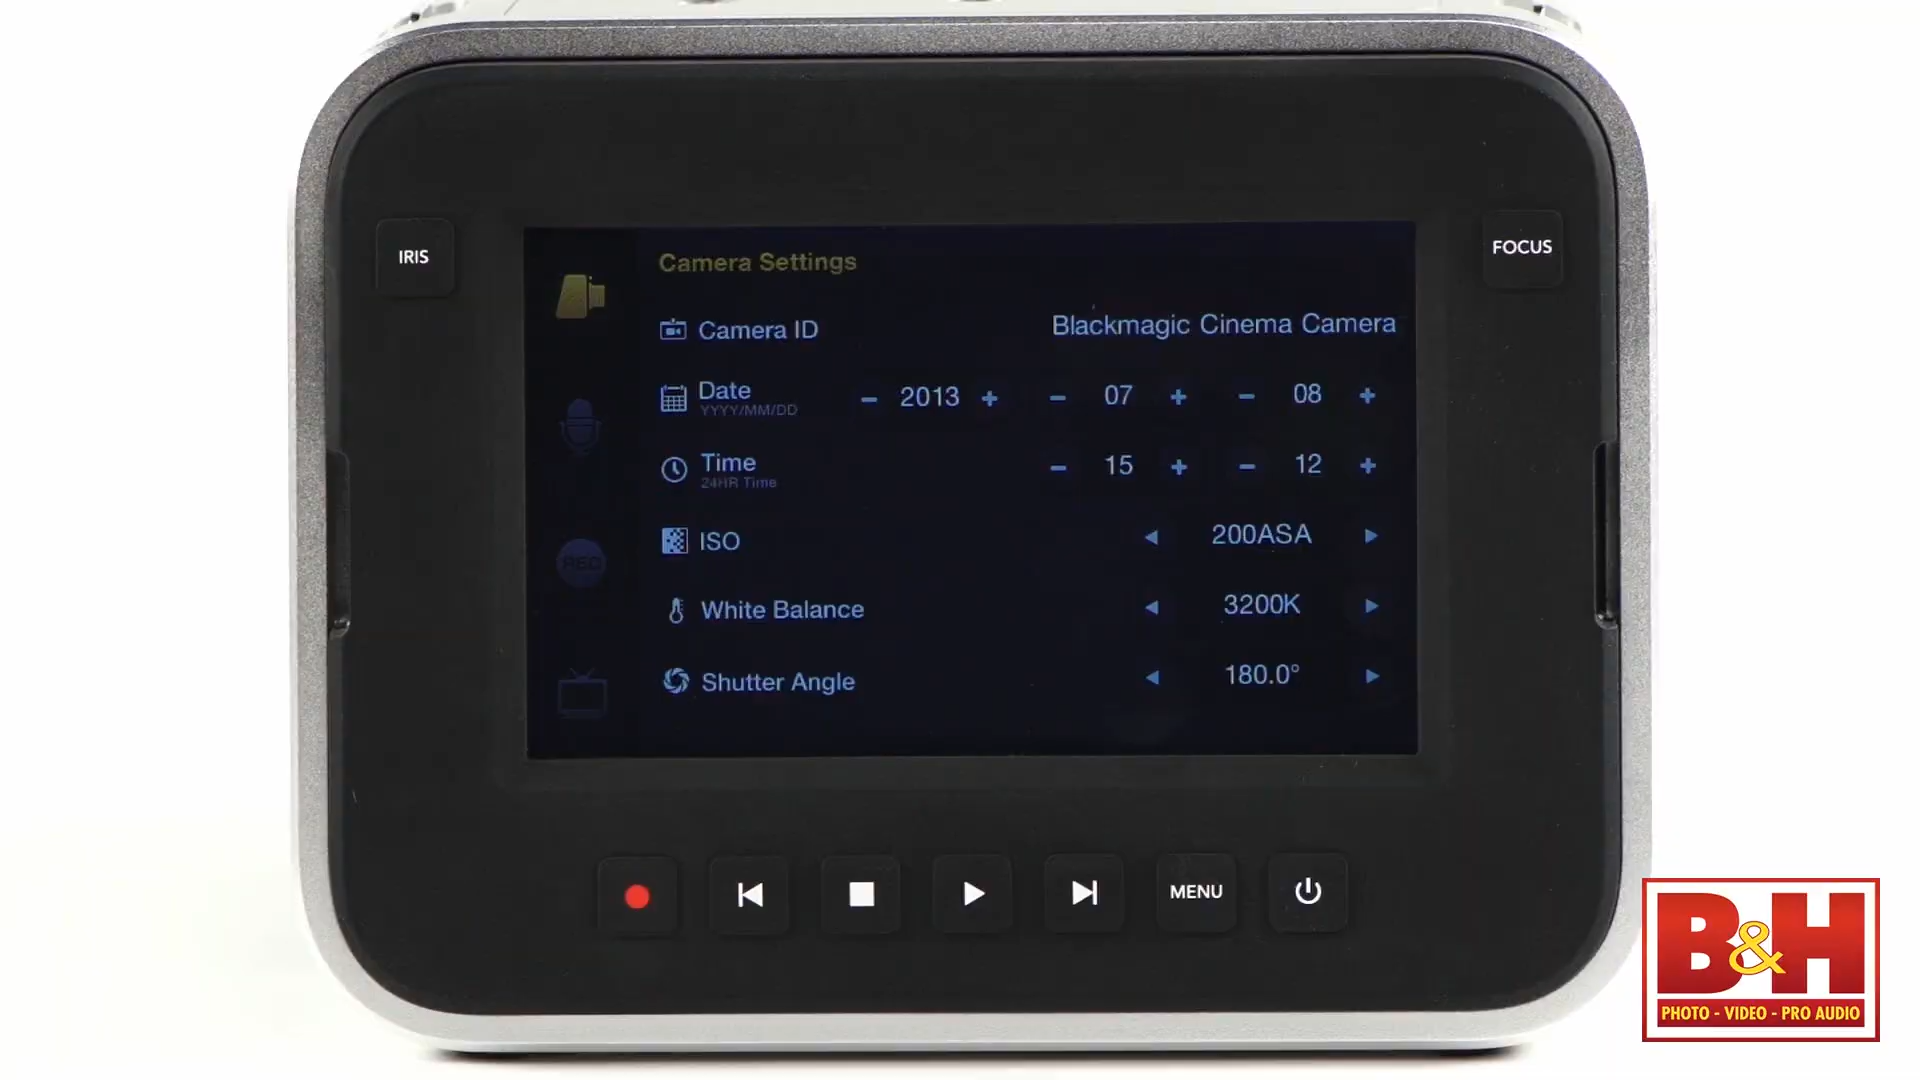 IRIS
FOCUS
Camera Settings
Camera ID
Blackmagic Cinema Camera
Date - 2013 + - 07 + - 08 +
YYYY/MM/DD
Time - 15 + - 12 +
24HR Time
REC
ISO 200ASA
White Balance 3200K
Shutter Angle 180.0°
MENU
B&H
PHOTO - VIDEO - PRO AUDIO